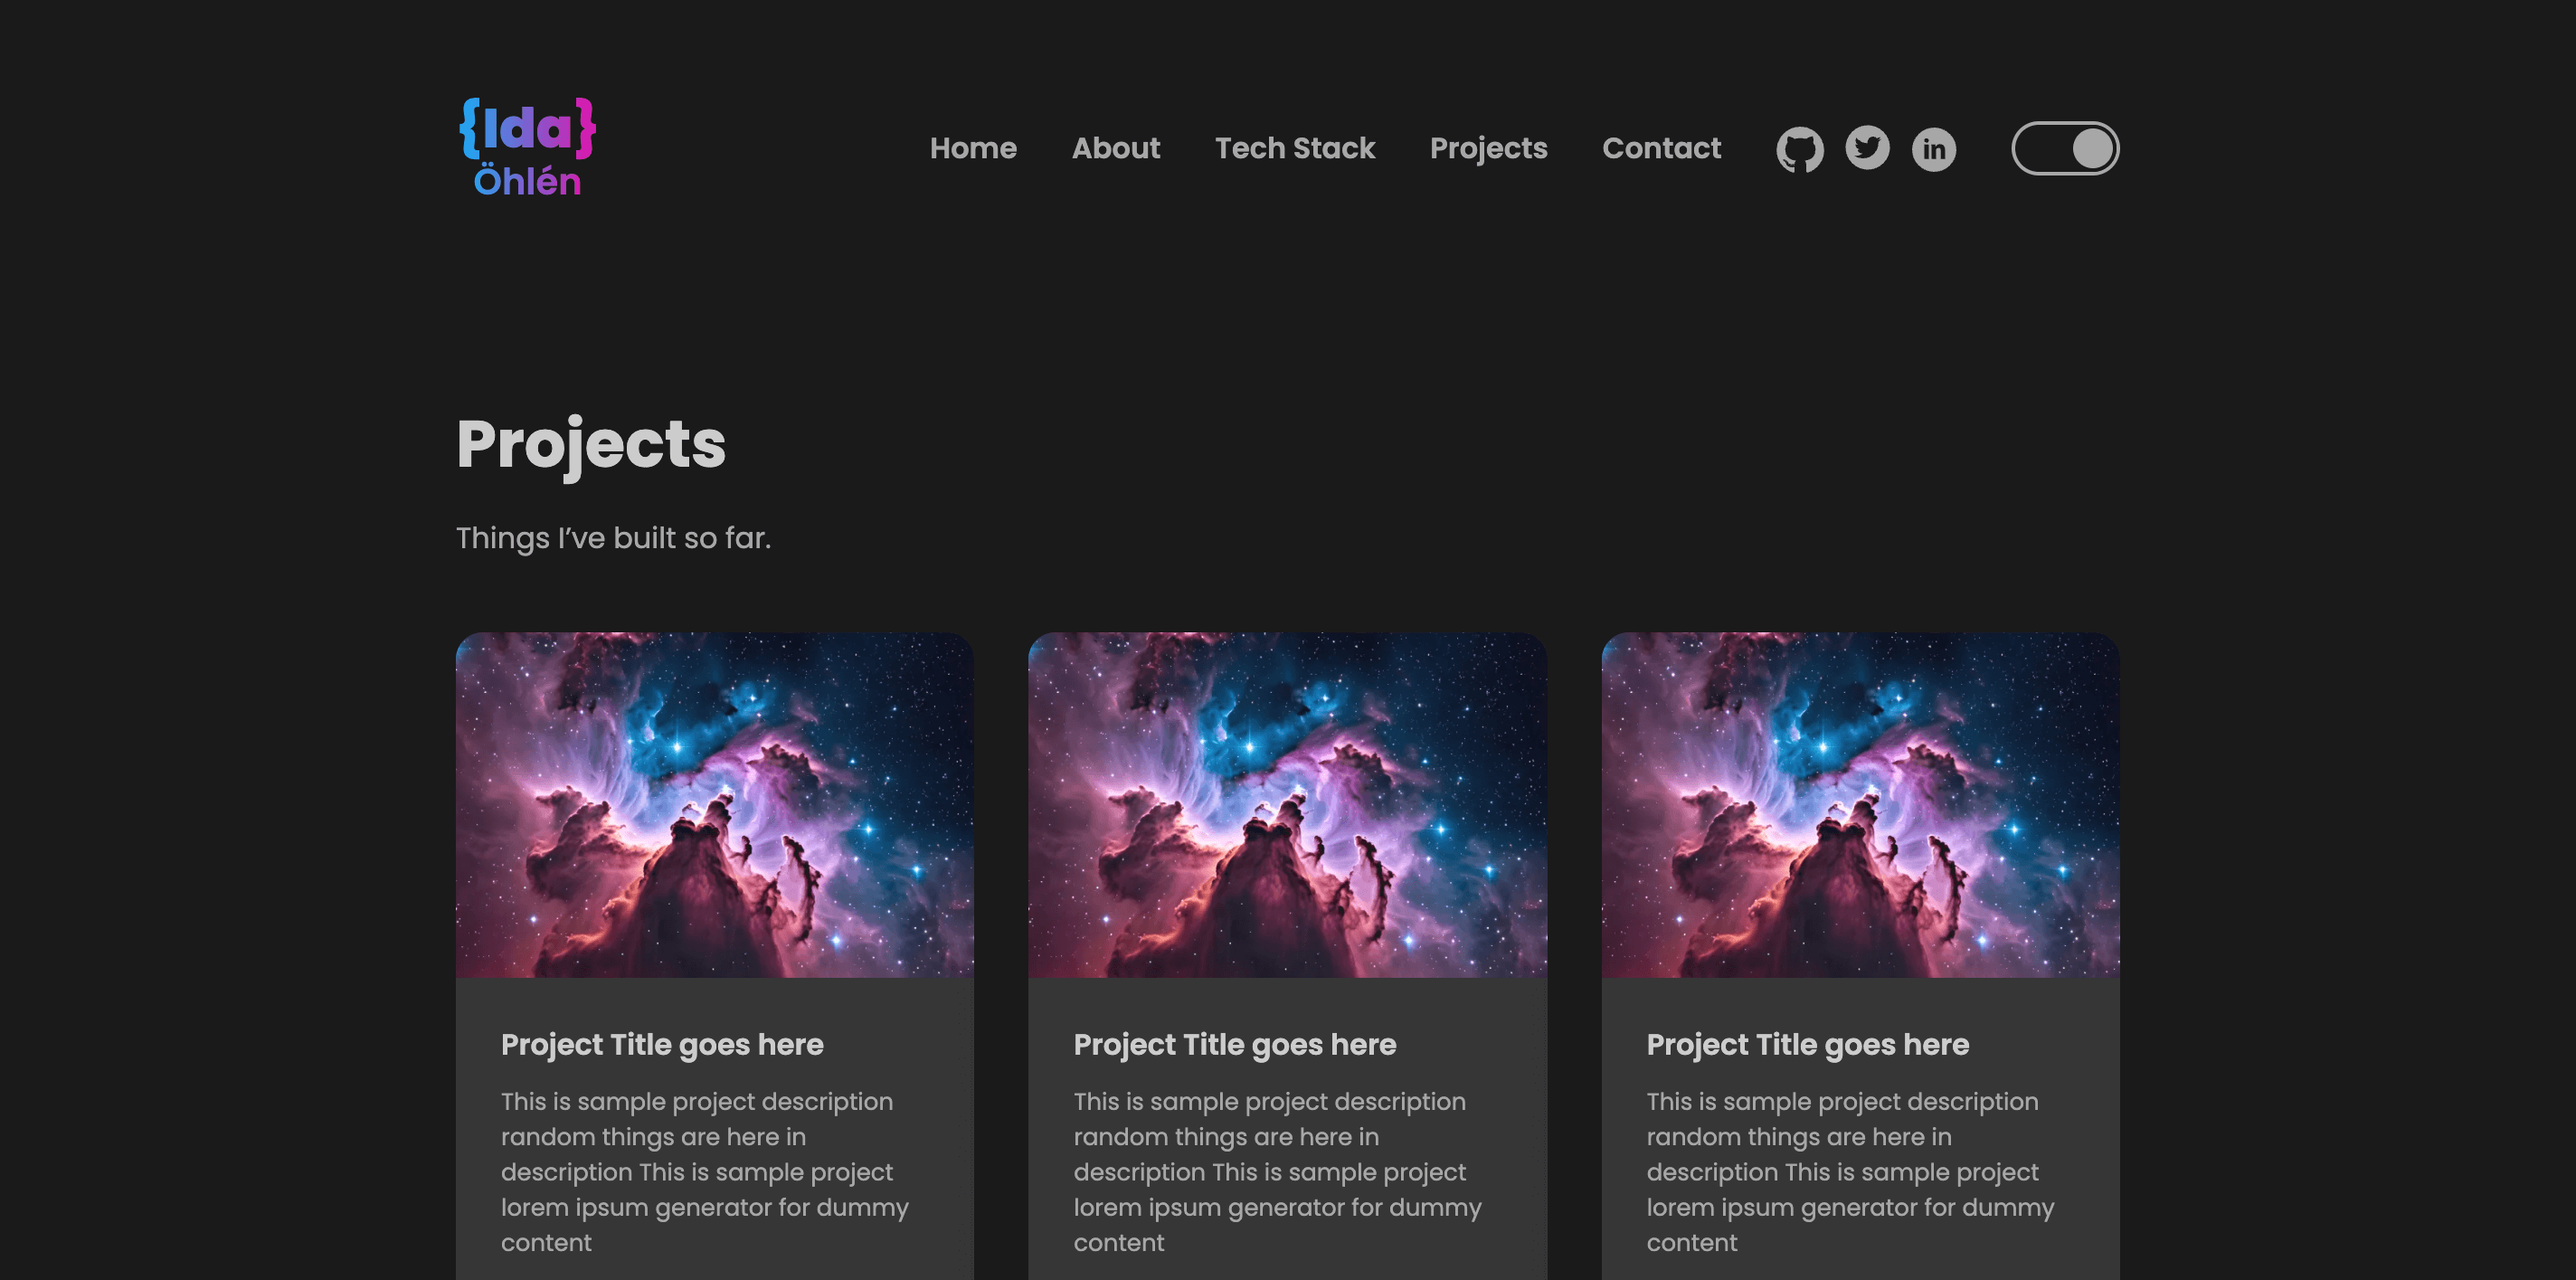 {Ida}
Öhlén
Home About Tech Stack Projects Contact in
Projects
Things I’ve built so far.
Project Title goes here
This is sample project description
random things are here in
description This is sample project
lorem ipsum generator for dummy
content
Project Title goes here
This is sample project description
random things are here in
description This is sample project
lorem ipsum generator for dummy
content
Project Title goes here
This is sample project description
random things are here in
description This is sample project
lorem ipsum generator for dummy
content